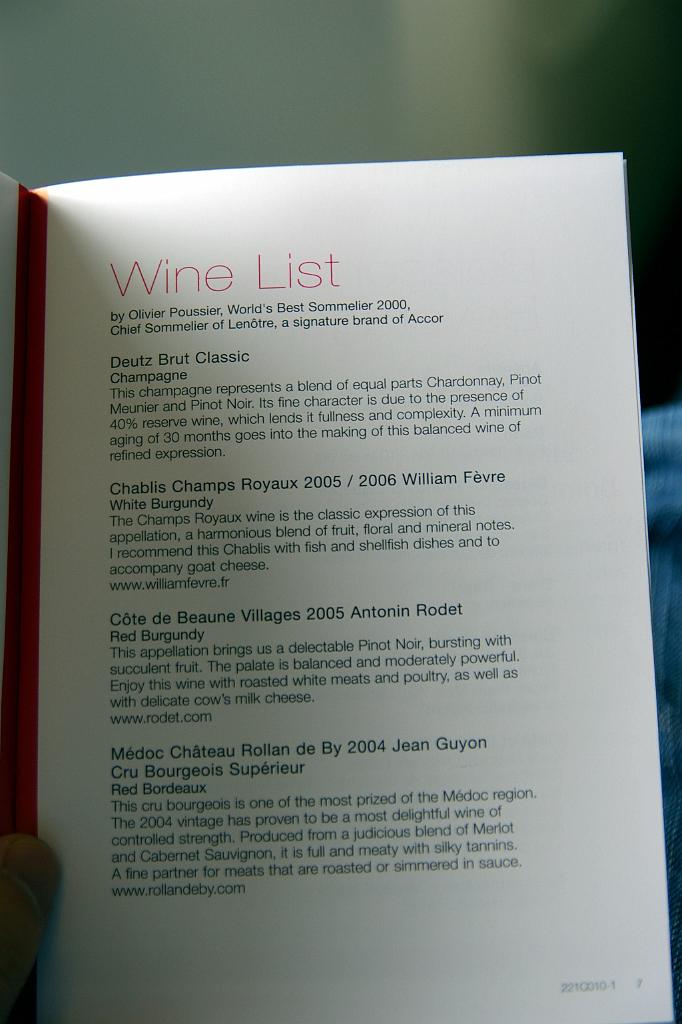 Wine List
by Olivier Poussier, World's Best Sommelier 2000,
Chief Sommelier of Lenôtre, a signature brand of Accor
Deutz Brut Classic
Champagne
This champagne represents a blend of equal parts Chardonnay, Pinot
Meunier and Pinot Noir. Its fine character is due to the presence of
40% reserve wine, which lends it fullness and complexity. A minimum
aging of 30 months goes into the making of this balanced wine of
refined expression.
Chablis Champs Royaux 2005 / 2006 William Fèvre
White Burgundy
The Champs Royaux wine is the classic expression of this
appellation, a harmonious blend of fruit, floral and mineral notes.
I recommend this Chablis with fish and shellfish dishes and to
accompany goat cheese.
www.williamfevre.fr
Côte de Beaune Villages 2005 Antonin Rodet
Red Burgundy
This appellation brings us a delectable Pinot Noir, bursting with
succulent fruit. The palate is balanced and moderately powerful.
Enjoy this wine with roasted white meats and poultry, as well as
with delicate cow's milk cheese.
www.rodet.com
Médoc Château Rollan de By 2004 Jean Guyon
Cru Bourgeois Supérieur
Red Bordeaux
This cru bourgeois is one of the most prized of the Médoc region.
The 2004 vintage has proven to be a most delightful wine of
controlled strength. Produced from a judicious blend of Merlot
and Cabernet Sauvignon, it is full and meaty with silky tannins.
A fine partner for meats that are roasted or simmered in sauce.
www.rollandeby.com
221C010-1 7